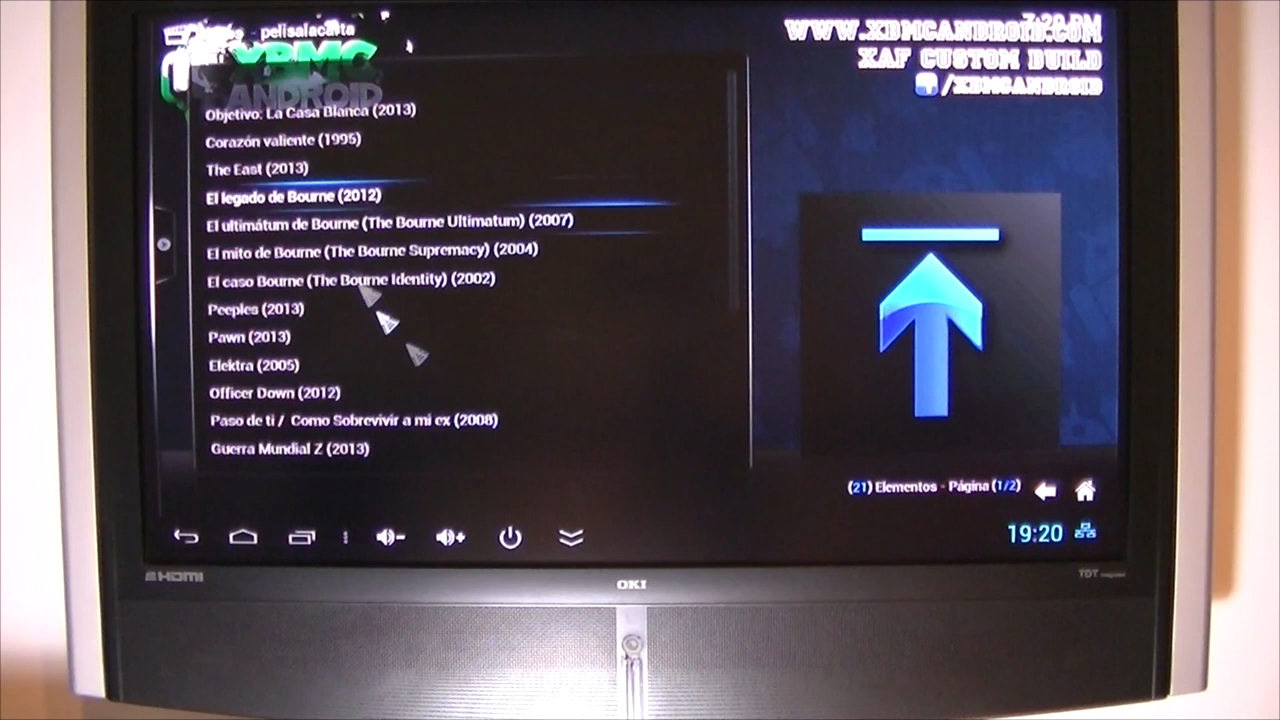 - pelisalacarta
7:20 PM
WWW.XBMCANDROID.COM
XBMC
ANDROID
XAF CUSTOM BUILD
/XBMCANDROID
Objetivo: La Casa Blanca (2013)
Corazón valiente (1995)
The East (2013)
El legado de Bourne (2012)
El ultimátum de Bourne (The Bourne Ultimatum) (2007)
El mito de Bourne (The Bourne Supremacy) (2004)
El caso Bourne (The Bourne Identity) (2002)
Peeples (2013)
Pawn (2013)
Elektra (2005)
Officer Down (2012)
Paso de ti / Como Sobrevivir a mi ex (2008)
Guerra Mundial Z (2013)
(21) Elementos - Página (1/2)
19:20
HDMI
OKI
TDT